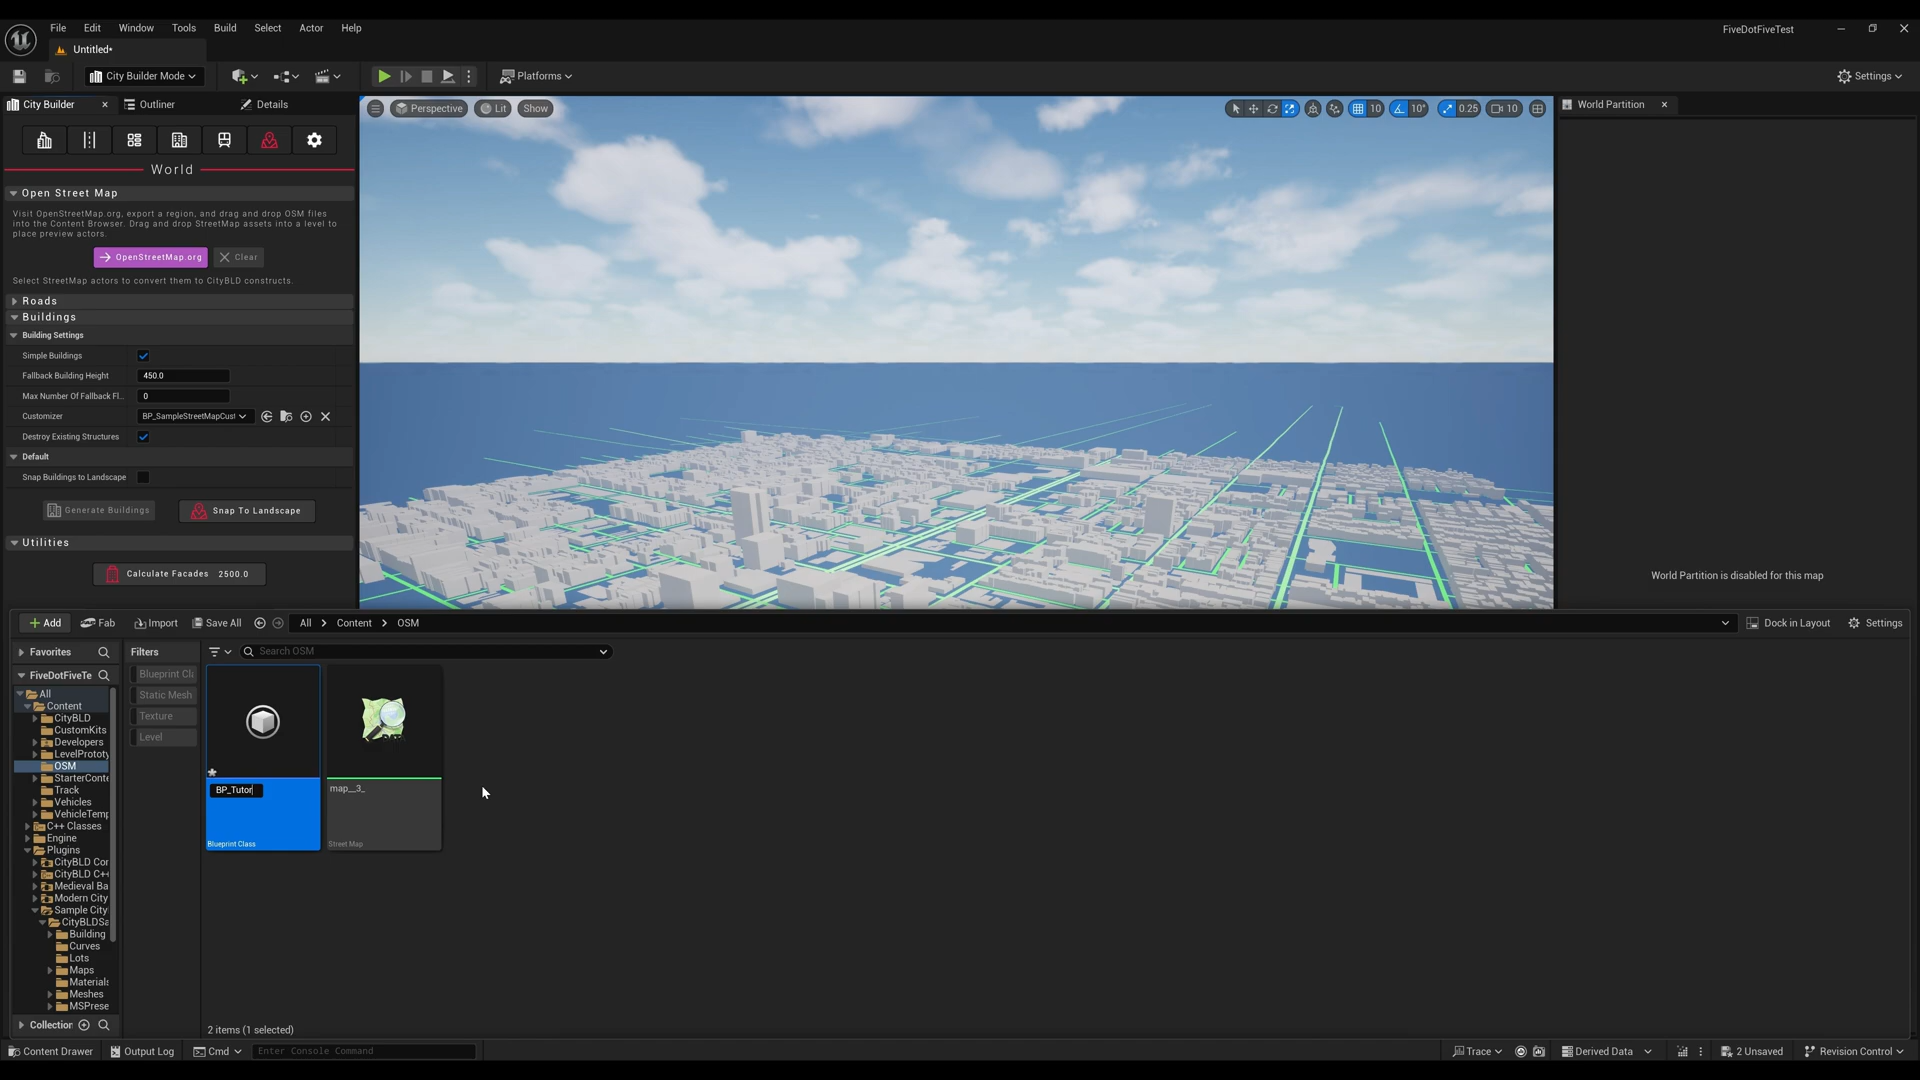 File Edit Window Tools Build Select Actor Help
FiveDotFiveTest
Untitled*
City Builder Mode
Platforms
Settings
City Builder
Outliner
Details
Perspective
Lit
Show
10
10°
0.25
10
World Partition
World
Open Street Map
Visit OpenStreetMap.org, export a region, and drag and drop OSM files
into the Content Browser. Drag and drop StreetMap assets into a level to
place preview actors.
OpenStreetMap.org
Clear
Select StreetMap actors to convert them to CityBLD constructs.
Roads
Buildings
Building Settings
Simple Buildings
Fallback Building Height 450.0
Max Number Of Fallback Fl... 0
Customizer BP_SampleStreetMapCust
Destroy Existing Structures
Default
Snap Buildings to Landscape
Generate Buildings
Snap To Landscape
Utilities
Calculate Facades 2500.0
World Partition is disabled for this map
Add
Fab
Import
Save All
All > Content > OSM
Dock in Layout
Settings
Favorites
FiveDotFiveTe
All
Content
CityBLD
CustomKits
Developers
LevelPrototy
OSM
StarterConte
Track
Vehicles
VehicleTemp
C++ Classes
Engine
Plugins
CityBLD Cor
CityBLD C++
Medieval Ba
Modern City
Sample City
CityBLDSa
Building
Curves
Lots
Maps
Materials
Meshes
MSPrese
Collection
Filters
Blueprint Cl
Static Mesh
Texture
Level
Search OSM
BP_Tutor
Blueprint Class
map__3_
Street Map
2 items (1 selected)
Content Drawer
Output Log
Cmd
Enter Console Command
Trace
Derived Data
2 Unsaved
Revision Control